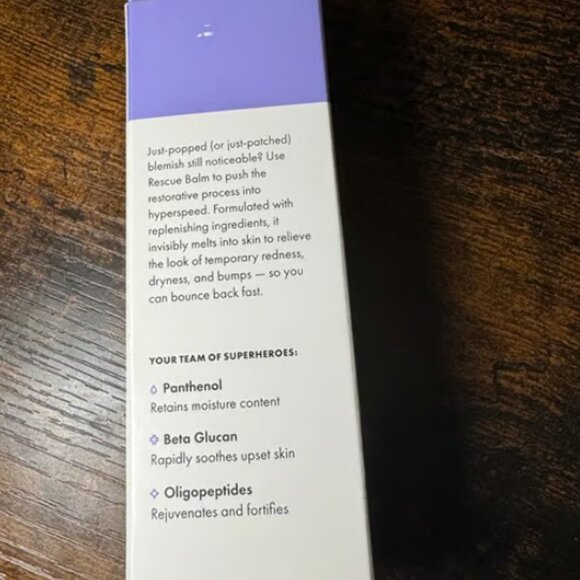 Just-popped (or just-patched)
blemish still noticeable? Use
Rescue Balm to push the
restorative process into
hyperspeed. Formulated with
replenishing ingredients, it
invisibly melts into skin to relieve
the look of temporary redness,
dryness, and bumps — so you
can bounce back fast.
YOUR TEAM OF SUPERHEROES:
Panthenol
Retains moisture content
Beta Glucan
Rapidly soothes upset skin
Oligopeptides
Rejuvenates and fortifies